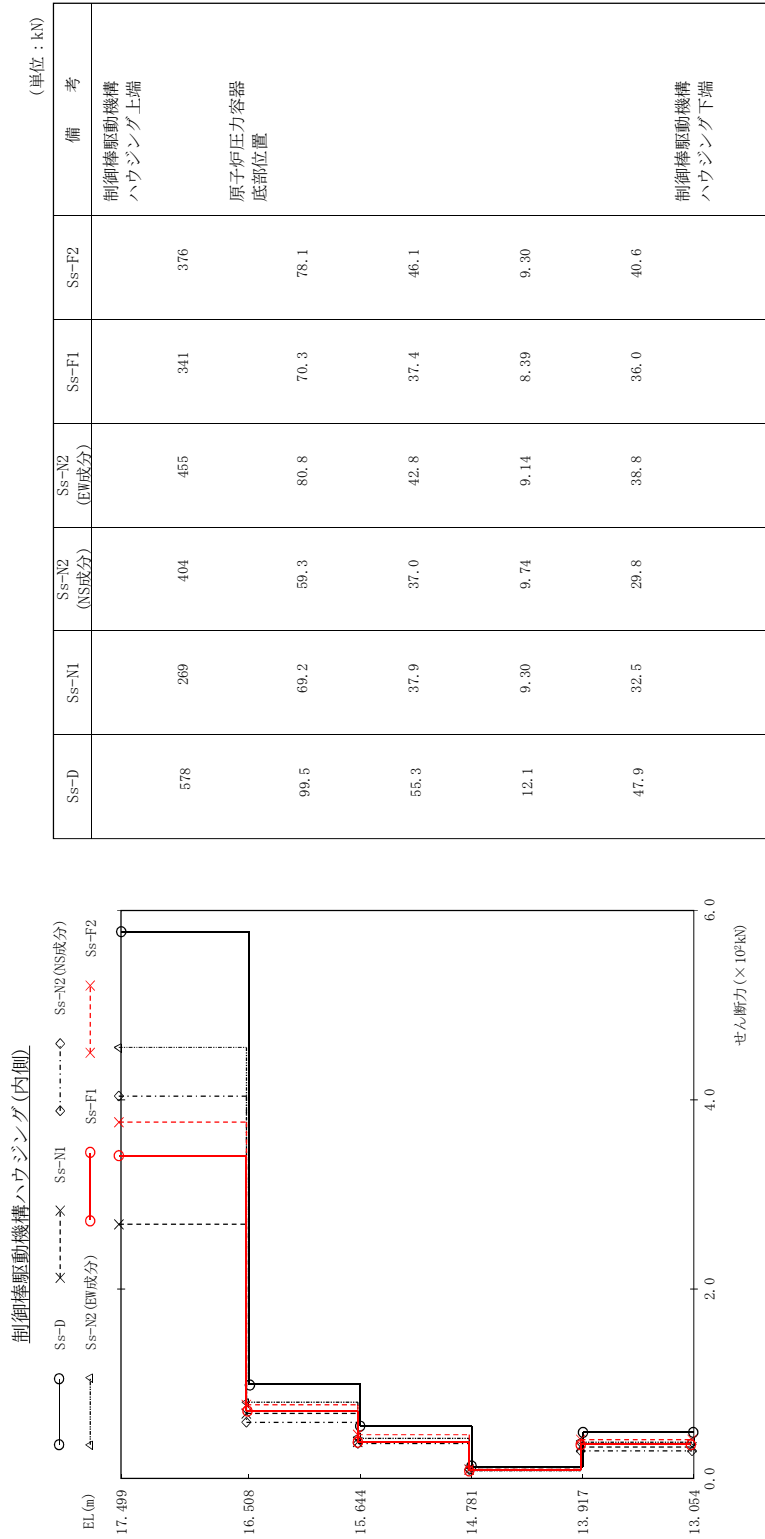 制御棒駆動機構ハウジング(内側)
Ss-D
Ss-N1
Ss-N2(NS成分)
Ss-N2(EW成分)
Ss-F1
Ss-F2
EL(m)
17.499
16.508
15.644
14.781
13.917
13.054
0.0
2.0
4.0
6.0
せん断力(×10²kN)
(単位:kN)
Ss-D Ss-N1 Ss-N2 (NS成分) Ss-N2 (EW成分) Ss-F1 Ss-F2 備 考
制御棒駆動機構
ハウジング上端
578 269 404 455 341 376
原子炉圧力容器
底部位置
99.5 69.2 59.3 80.8 70.3 78.1
55.3 37.9 37.0 42.8 37.4 46.1
12.1 9.30 9.74 9.14 8.39 9.30
47.9 32.5 29.8 38.8 36.0 40.6
制御棒駆動機構
ハウジング下端